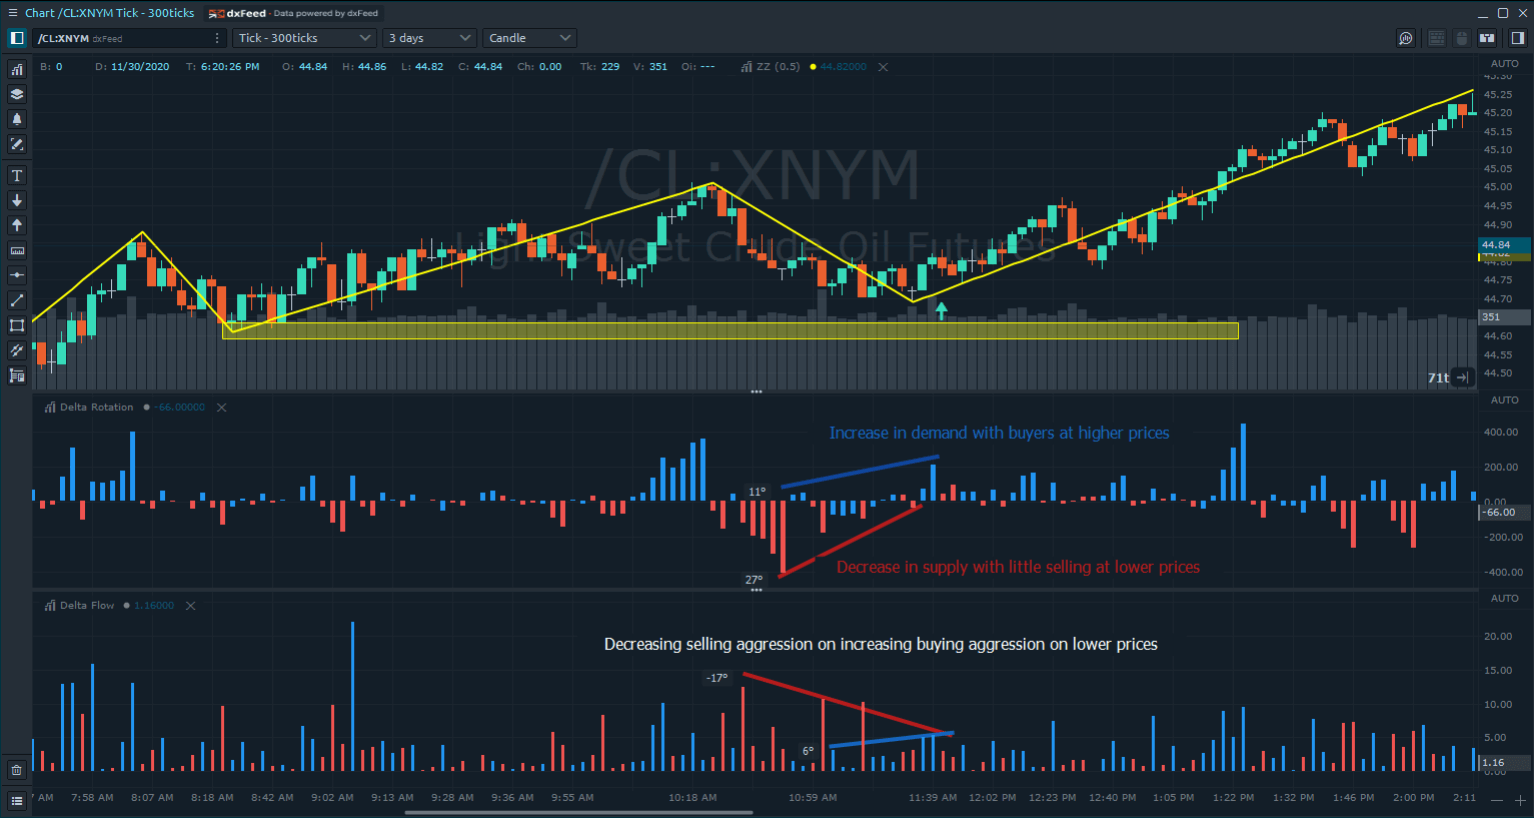 Chart /CL:XNYM Tick - 300ticks dxFeed - Data powered by dxFeed
/CL:XNYM dxFeed Tick - 300ticks 3 days Candle
B: 0 D: 11/30/2020 T: 6:20:26 PM O: 44.84 H: 44.86 L: 44.82 C: 44.84 Ch: 0.00 Tk: 229 V: 351 Oi: --- ZZ (0.5) 44.82000
AUTO
45.30
45.25
45.20
45.15
45.10
45.05
45.00
44.95
44.90
44.84
44.82
44.80
44.75
44.70
351
44.60
44.55
44.50
/CL:XNYM
Light Sweet Crude Oil Futures
71t
Delta Rotation -66.00000
AUTO
400.00
200.00
0.00
-66.00
-200.00
-400.00
Increase in demand with buyers at higher prices
11°
Decrease in supply with little selling at lower prices
27°
Delta Flow 1.16000
AUTO
20.00
15.00
10.00
5.00
1.16
0.00
Decreasing selling aggression on increasing buying aggression on lower prices
-17°
6°
7 AM 7:58 AM 8:07 AM 8:18 AM 8:42 AM 9:02 AM 9:13 AM 9:28 AM 9:36 AM 9:55 AM 10:18 AM 10:59 AM 11:39 AM 12:02 PM 12:23 PM 12:40 PM 1:05 PM 1:22 PM 1:32 PM 1:46 PM 2:00 PM 2:11